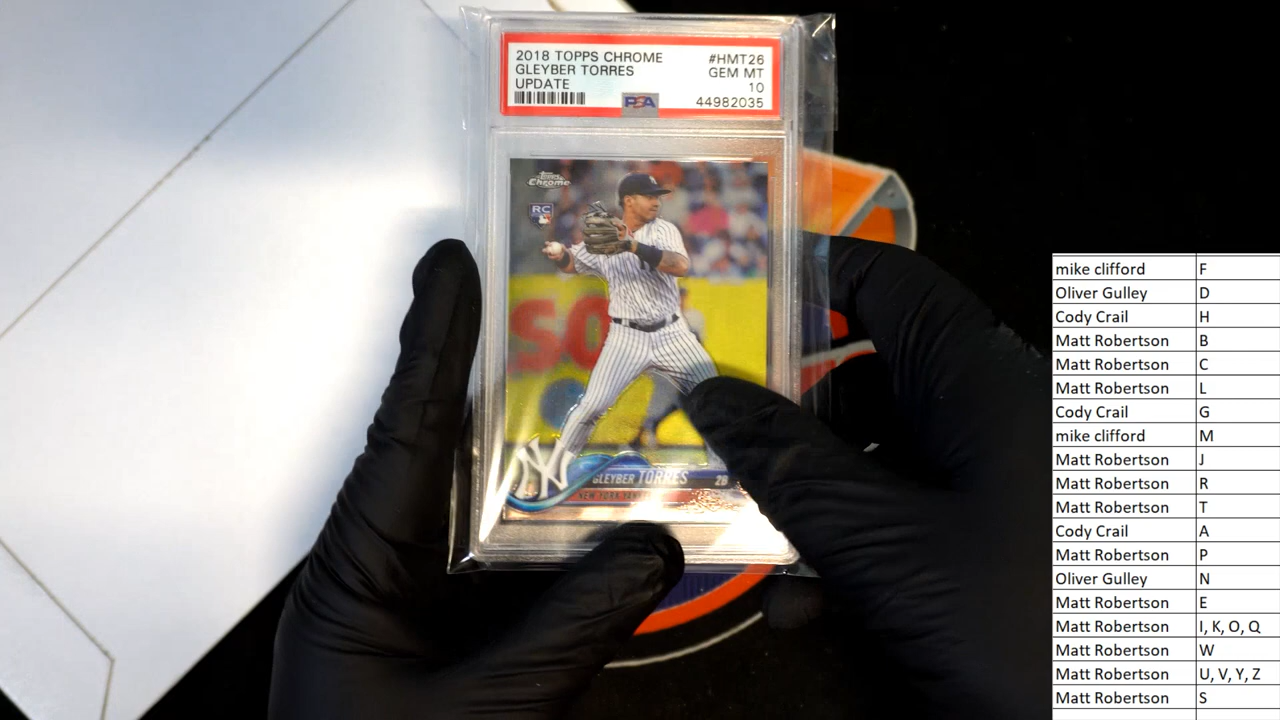 2018 TOPPS CHROME #HMT26
GLEYBER TORRES GEM MT
UPDATE 10
PSA 44982035
Topps
Chrome
RC
SO
NY
GLEYBER TORRES 2B
NEW YORK
mike clifford F
Oliver Gulley D
Cody Crail H
Matt Robertson B
Matt Robertson C
Matt Robertson L
Cody Crail G
mike clifford M
Matt Robertson J
Matt Robertson R
Matt Robertson T
Cody Crail A
Matt Robertson P
Oliver Gulley N
Matt Robertson E
Matt Robertson I, K, O, Q
Matt Robertson W
Matt Robertson U, V, Y, Z
Matt Robertson S